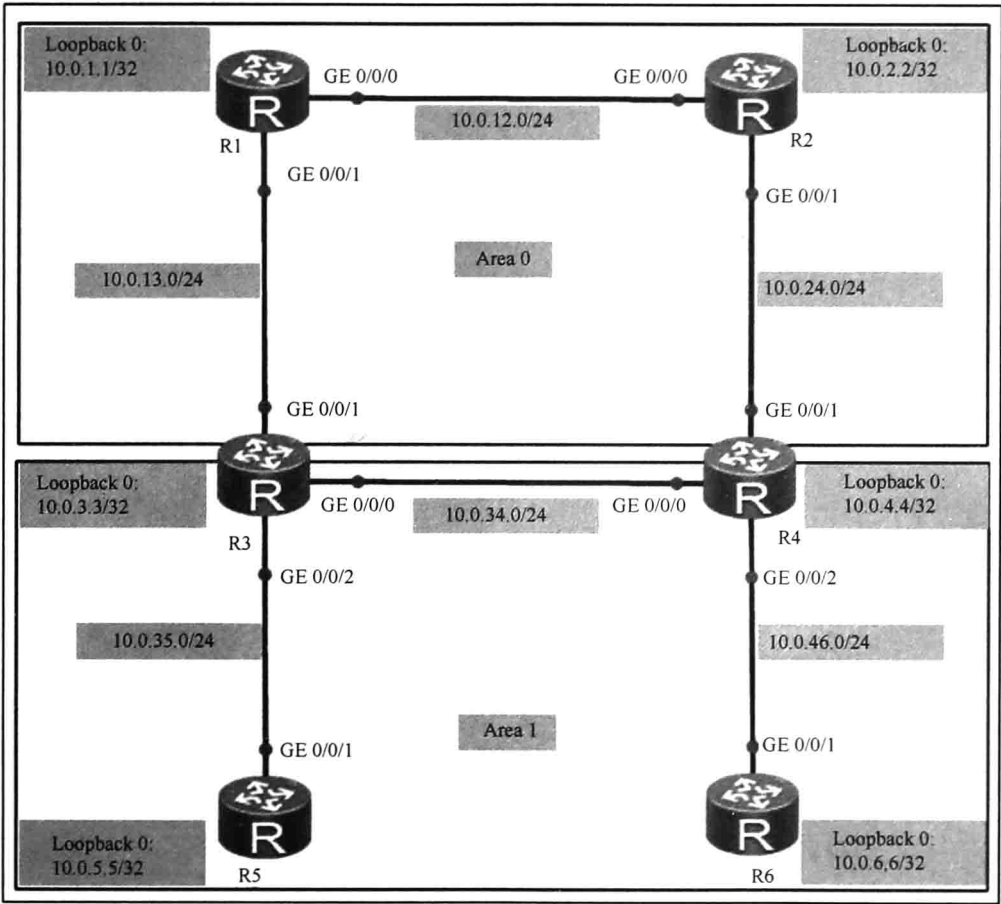 Loopback 0:
10.0.1.1/32
GE 0/0/0
GE 0/0/0
Loopback 0:
10.0.2.2/32
R
R
10.0.12.0/24
R1
R2
GE 0/0/1
GE 0/0/1
Area 0
10.0.13.0/24
10.0.24.0/24
GE 0/0/1
GE 0/0/1
Loopback 0:
10.0.3.3/32
R
R
GE 0/0/0
GE 0/0/0
Loopback 0:
10.0.4.4/32
10.0.34.0/24
R3
R4
GE 0/0/2
GE 0/0/2
10.0.35.0/24
10.0.46.0/24
Area 1
GE 0/0/1
GE 0/0/1
Loopback 0:
10.0.5.5/32
R
R
Loopback 0:
10.0.6.6/32
R5
R6